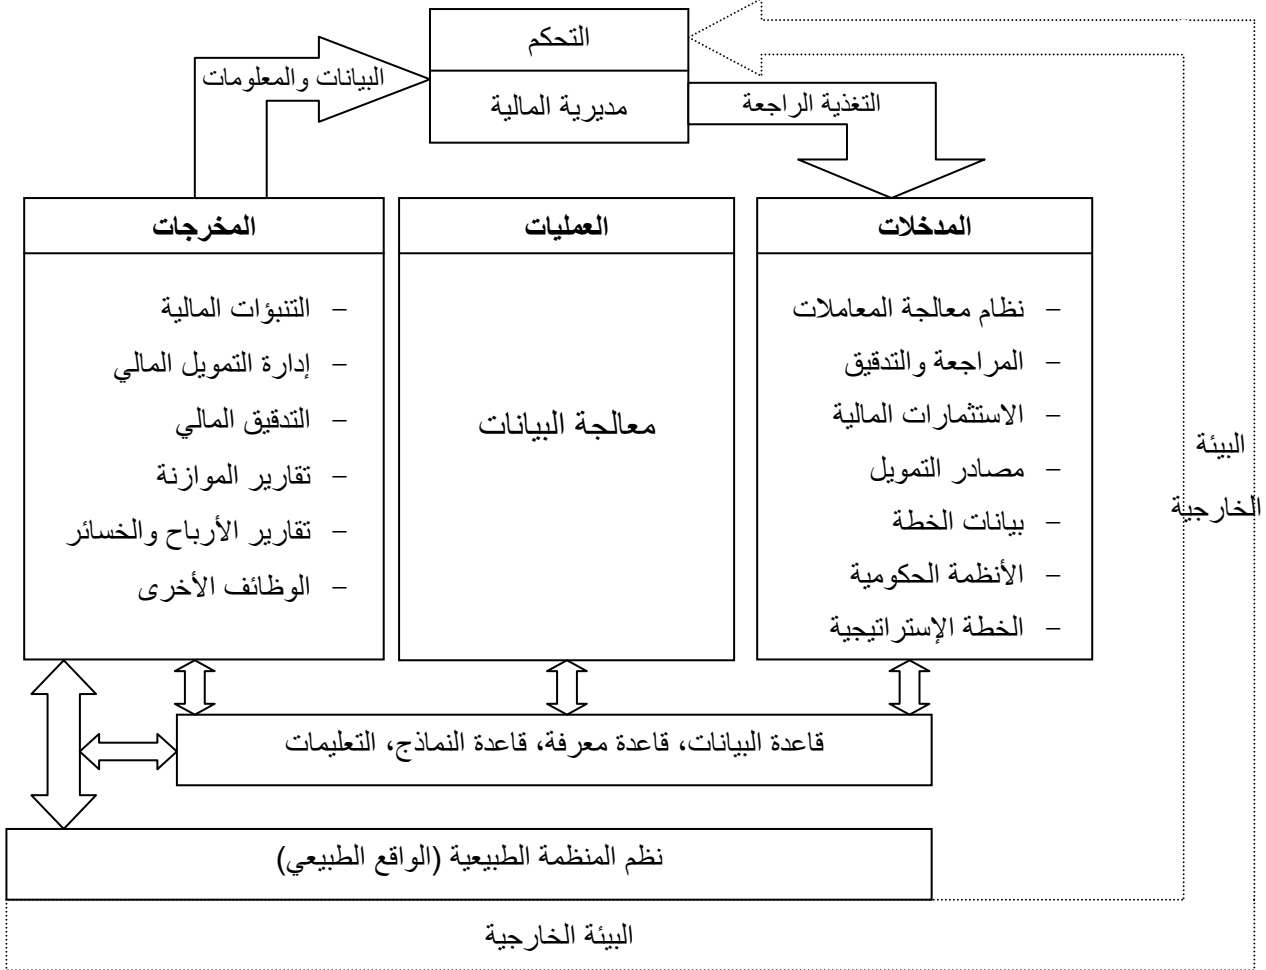 التحكم
مديرية المالية
البيانات والمعلومات
التغذية الراجعة
المدخلات
– نظام معالجة المعاملات
– المراجعة والتدقيق
– الاستثمارات المالية
– مصادر التمويل
– بيانات الخطة
– الأنظمة الحكومية
– الخطة الإستراتيجية
العمليات
معالجة البيانات
المخرجات
– التنبؤات المالية
– إدارة التمويل المالي
– التدقيق المالي
– تقارير الموازنة
– تقارير الأرباح والخسائر
– الوظائف الأخرى
البيئة
الخارجية
قاعدة البيانات، قاعدة معرفة، قاعدة النماذج، التعليمات
نظم المنظمة الطبيعية (الواقع الطبيعي)
البيئة الخارجية